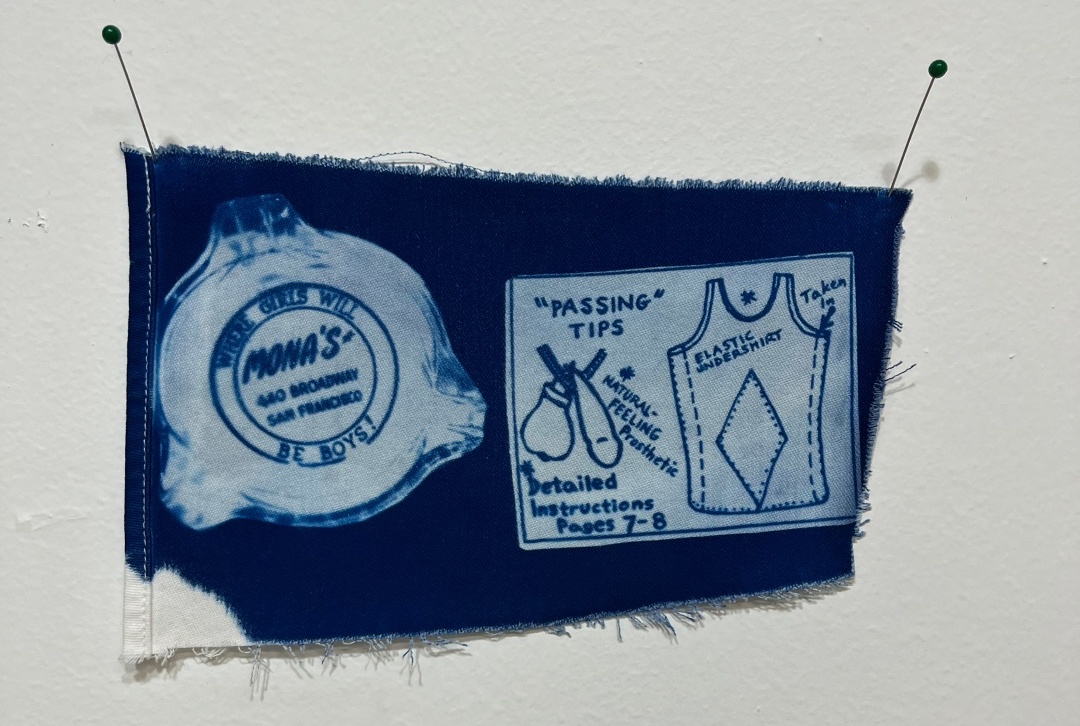 WHERE GIRLS WILL
MONA'S
440 BROADWAY
SAN FRANCISCO
BE BOYS!
"PASSING"
TIPS
* NATURAL-
FEELING
Prosthetic
* Detailed
Instructions
Pages 7-8
*
Taken
In
ELASTIC
UNDERSHIRT